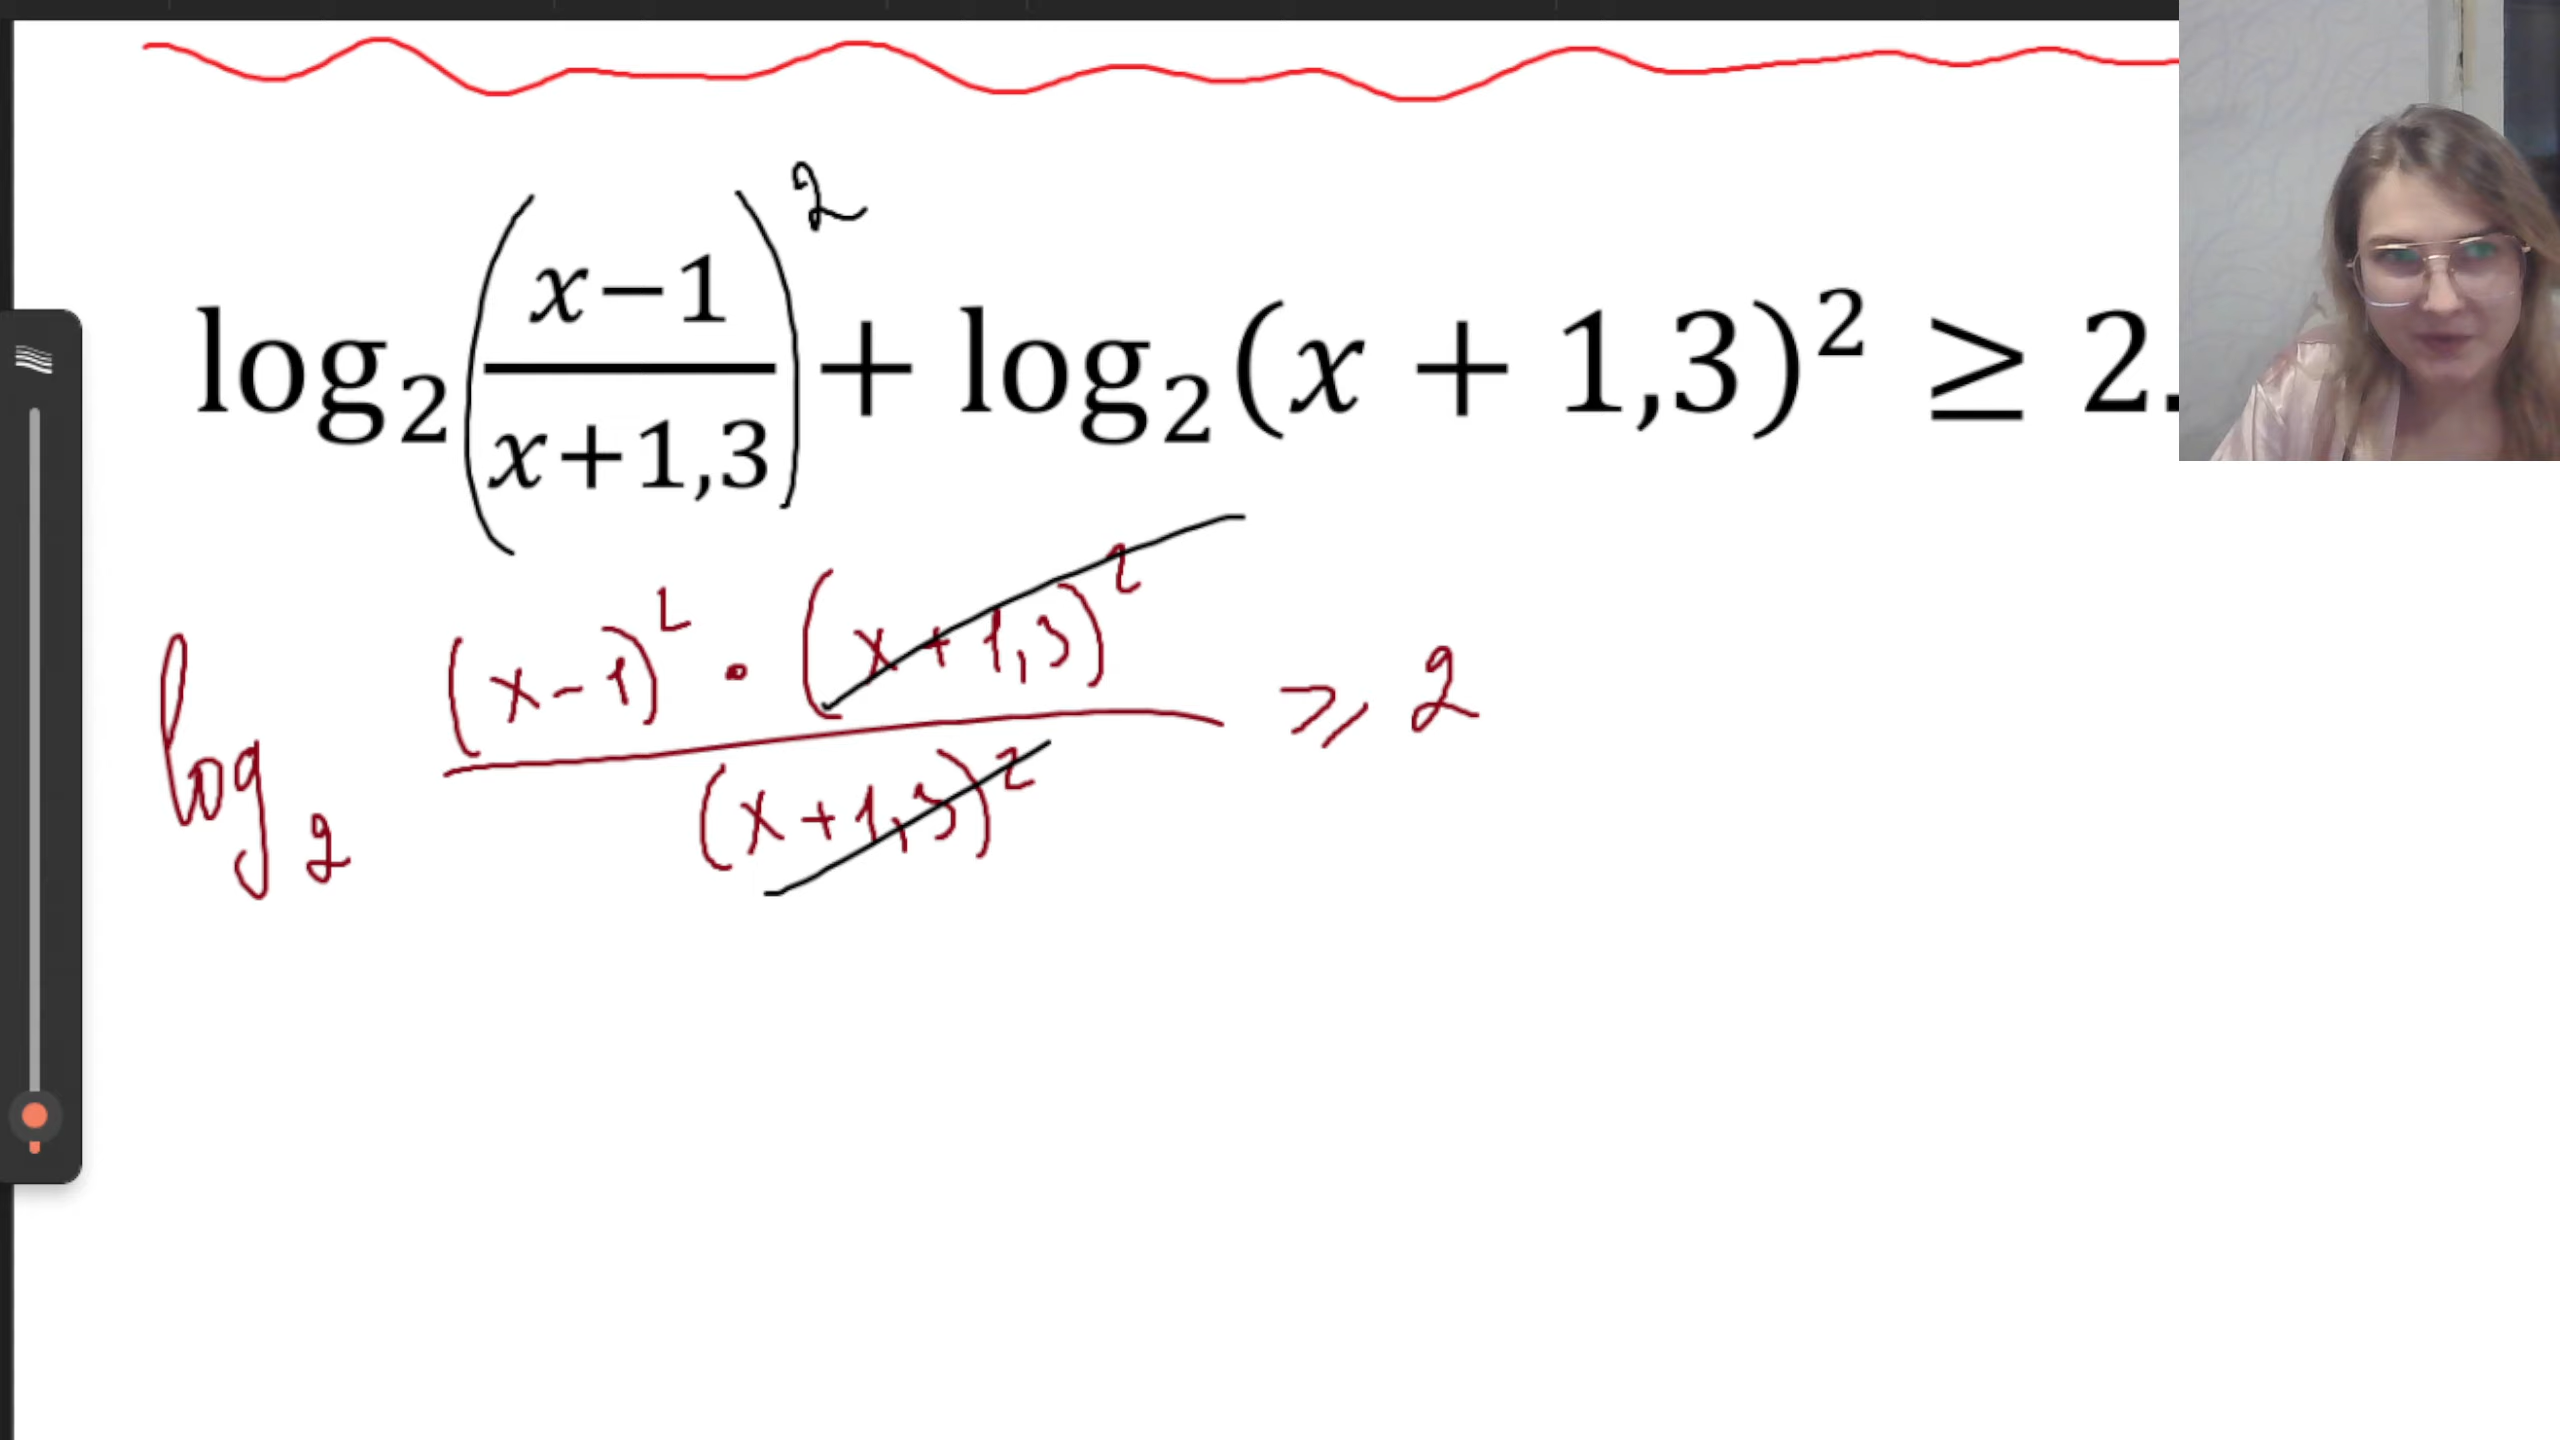 log₂(x−1/x+1,3)² + log₂(x + 1,3)² ≥ 2.
log₂ (x-1)² · (x+1,3)² / (x+1,3)² ⩾ 2